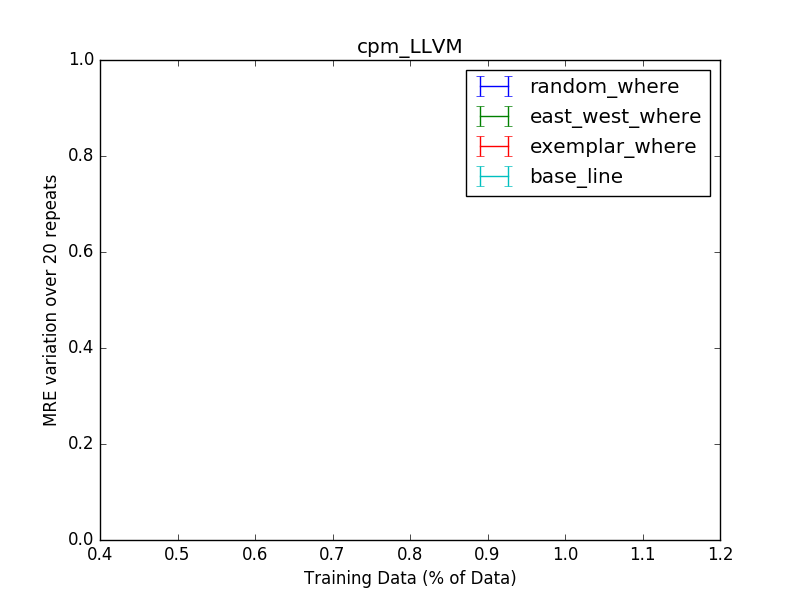 cpm_LLVM
random_where
east_west_where
exemplar_where
base_line
MRE variation over 20 repeats
1.0
0.8
0.6
0.4
0.2
0.0
0.4 0.5 0.6 0.7 0.8 0.9 1.0 1.1 1.2
Training Data (% of Data)